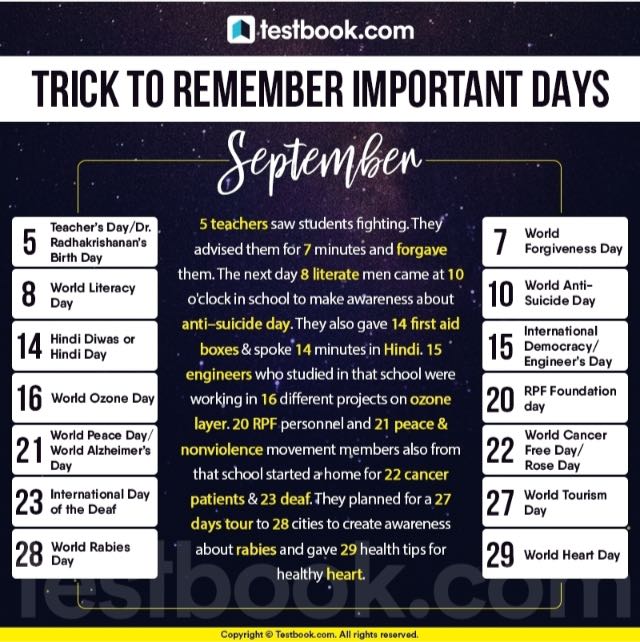 testbook.com
TRICK TO REMEMBER IMPORTANT DAYS
September
5 Teacher's Day/Dr.
Radhakrishanan's
Birth Day
8 World Literacy
Day
14 Hindi Diwas or
Hindi Day
16 World Ozone Day
21 World Peace Day/
World Alzheimer's
Day
23 International Day
of the Deaf
28 World Rabies
Day
5 teachers saw students fighting. They
advised them for 7 minutes and forgave
them. The next day 8 literate men came at 10
o'clock in school to make awareness about
anti-suicide day. They also gave 14 first aid
boxes & spoke 14 minutes in Hindi. 15
engineers who studied in that school were
working in 16 different projects on ozone
layer. 20 RPF personnel and 21 peace &
nonviolence movement members also from
that school started a home for 22 cancer
patients & 23 deaf. They planned for a 27
days tour to 28 cities to create awareness
about rabies and gave 29 health tips for
healthy heart.
7 World
Forgiveness Day
10 World Anti-
Suicide Day
15 International
Democracy/
Engineer's Day
20 RPF Foundation
day
22 World Cancer
Free Day/
Rose Day
27 World Tourism
Day
29 World Heart Day
testbook.com
Copyright © Testbook.com. All rights reserved.